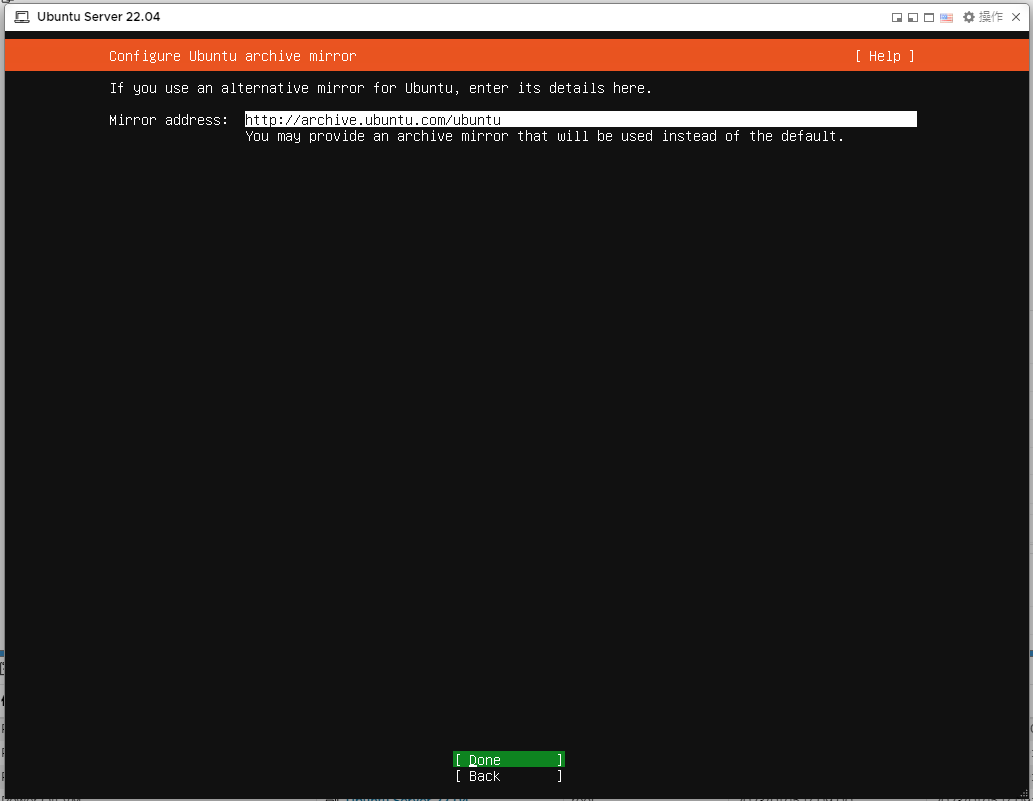 Ubuntu Server 22.04
操作
Configure Ubuntu archive mirror
[ Help ]
If you use an alternative mirror for Ubuntu, enter its details here.
Mirror address: http://archive.ubuntu.com/ubuntu
You may provide an archive mirror that will be used instead of the default.
[ Done ]
[ Back ]